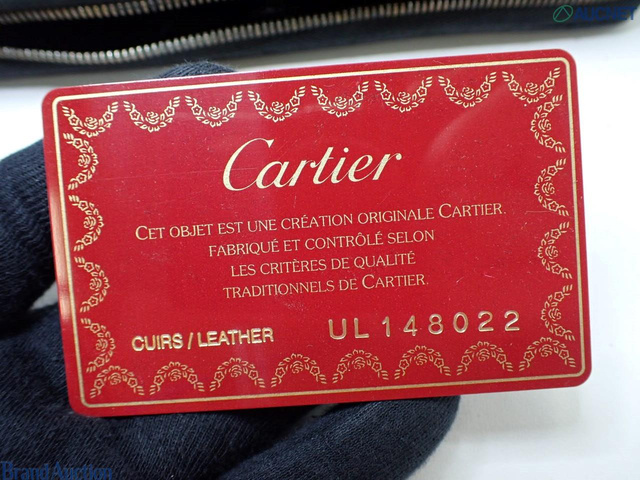 Cartier
CET OBJET EST UNE CRÉATION ORIGINALE CARTIER.
FABRIQUÉ ET CONTRÔLÉ SELON
LES CRITÈRES DE QUALITÉ
TRADITIONNELS DE CARTIER.
CUIRS / LEATHER UL148022
Brand Auction